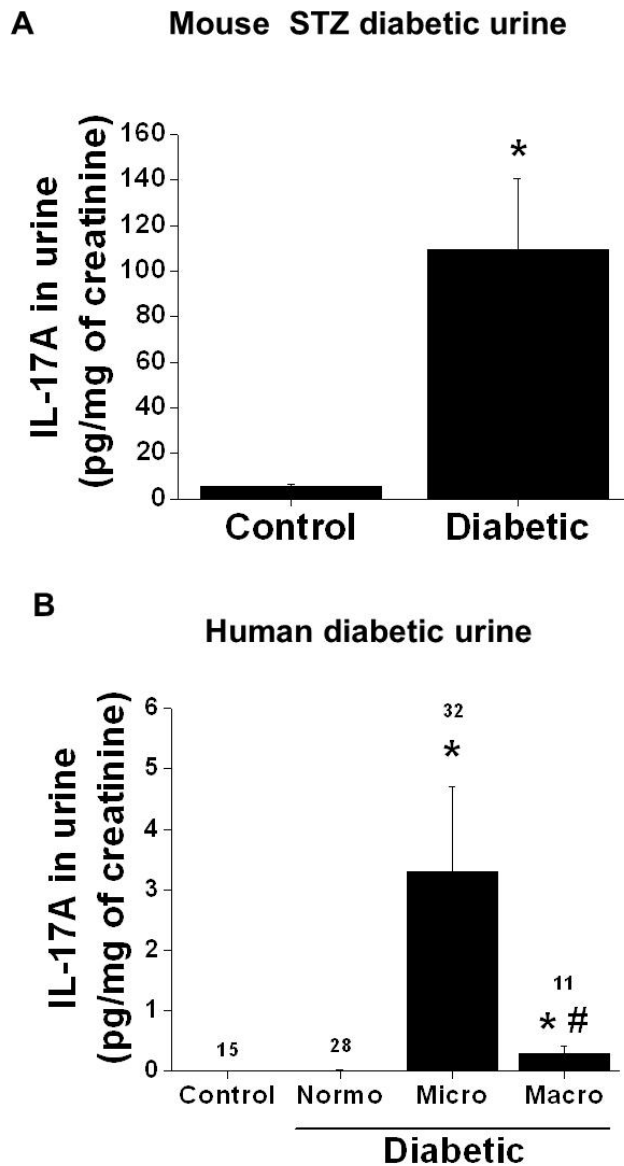 A
Mouse STZ diabetic urine
IL-17A in urine
(pg/mg of creatinine)
160
140
120
100
80
60
40
20
0
*
Control
Diabetic
B
Human diabetic urine
IL-17A in urine
(pg/mg of creatinine)
6
5
4
3
2
1
0
15
28
32
*
11
* #
Control
Normo
Micro
Macro
Diabetic